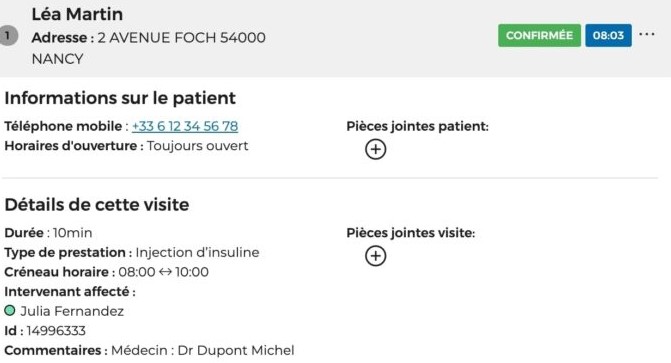 Léa Martin
1
Adresse : 2 AVENUE FOCH 54000
NANCY
CONFIRMÉE
08:03
...
Informations sur le patient
Téléphone mobile : +33 6 12 34 56 78
Pièces jointes patient:
Horaires d'ouverture : Toujours ouvert
Détails de cette visite
Durée : 10min
Pièces jointes visite:
Type de prestation : Injection d’insuline
Créneau horaire : 08:00 ↔ 10:00
Intervenant affecté :
Julia Fernandez
Id : 14996333
Commentaires : Médecin : Dr Dupont Michel